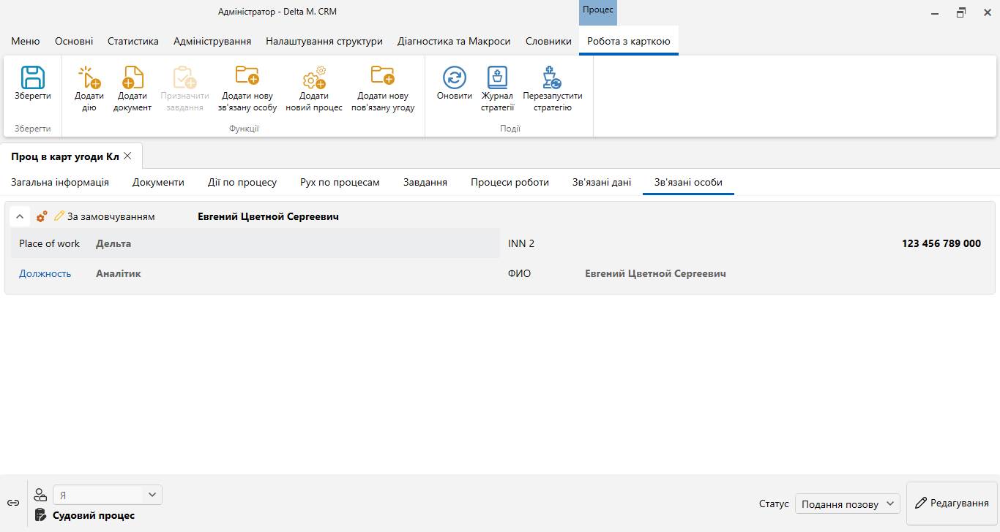 Адміністратор - Delta M. CRM
Процес
Меню Основні Статистика Адміністрування Налаштування структури Діагностика та Макроси Словники Робота з карткою
Зберегти
Додати дію
Додати документ
Призначити завдання
Додати нову зв'язану особу
Додати новий процес
Додати нову пов'язану угоду
Оновити
Журнал стратегії
Перезапустити стратегію
Зберегти Функції Події
Проц в карт угоди Кл
Загальна інформація Документи Дії по процесу Рух по процесам Завдання Процеси роботи Зв'язані дані Зв'язані особи
За замовчуванням Евгений Цветной Сергеевич
Place of work Дельта INN 2 123 456 789 000
Должность Аналітик ФИО Евгений Цветной Сергеевич
Я
Судовий процес
Статус Подання позову Редагування